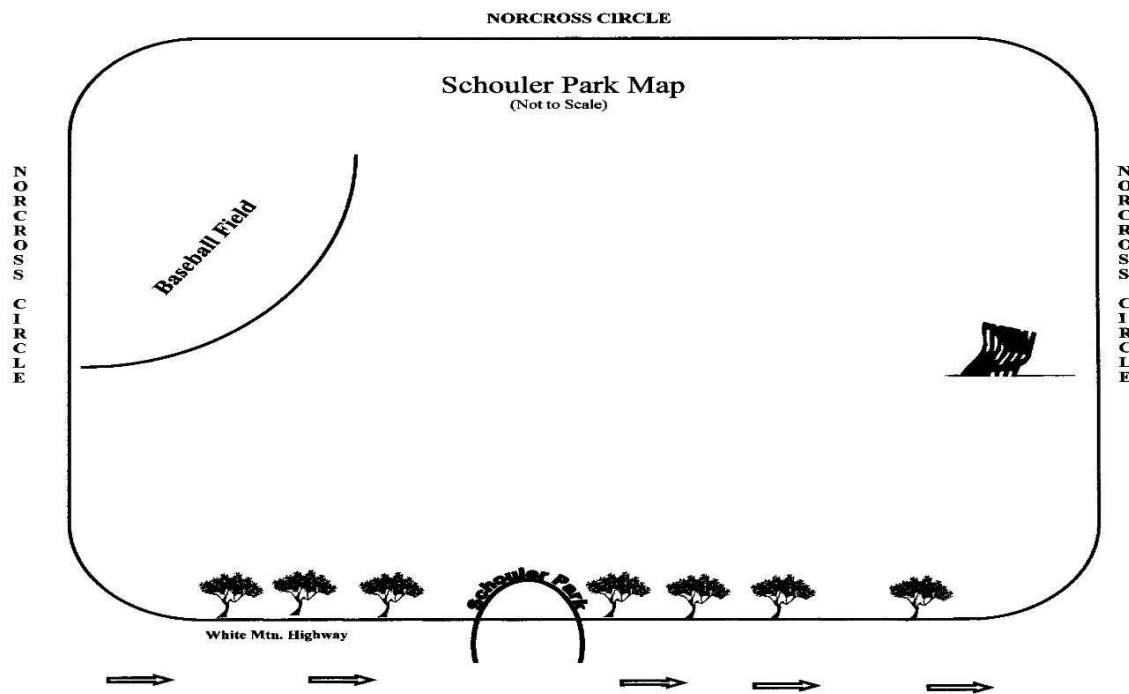 NORCROSS CIRCLE
Schouler Park Map
(Not to Scale)
NORCROSS CIRCLE
NORCROSS CIRCLE
Baseball Field
Schouler Park
White Mtn. Highway